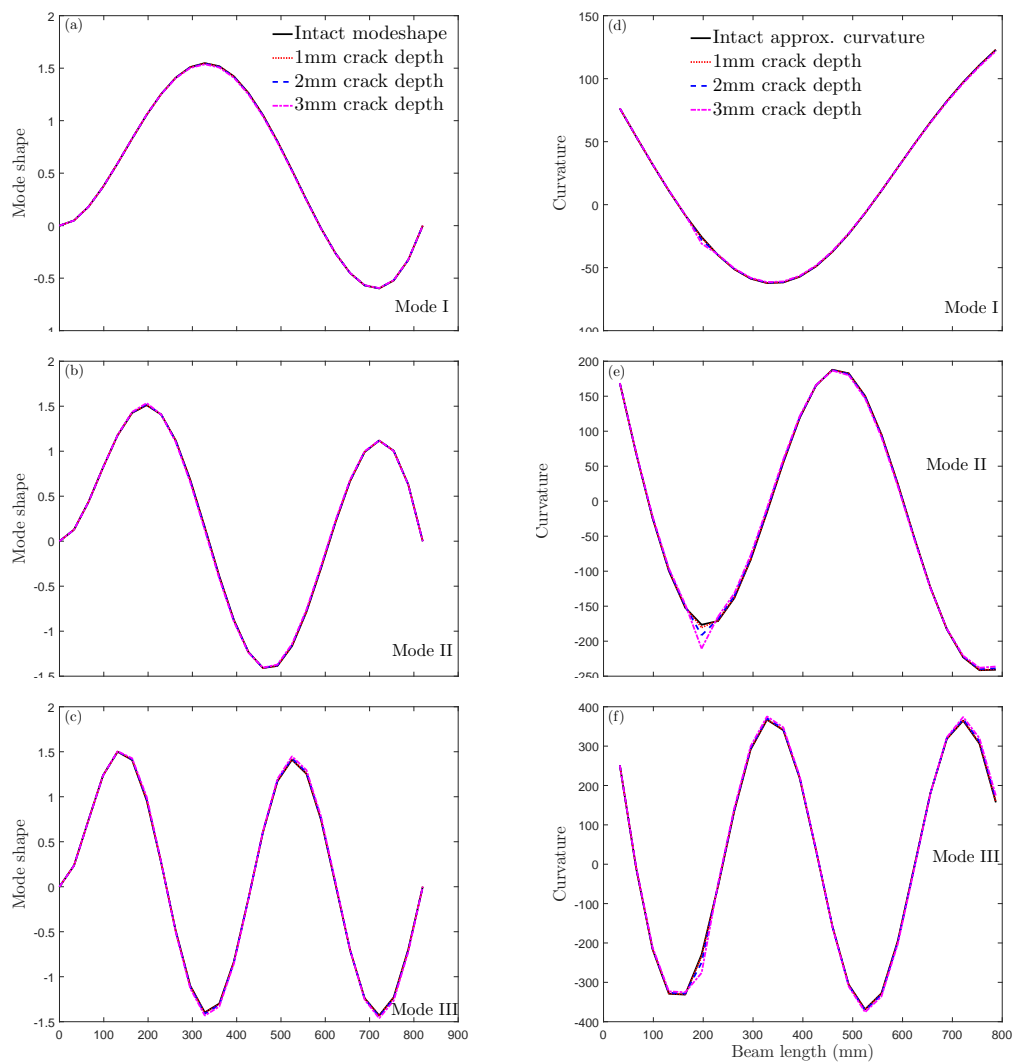 (a)
Intact modeshape
1mm crack depth
2mm crack depth
3mm crack depth
Mode shape
2
1.5
1
0.5
0
-0.5
1
Mode I
(d)
Intact approx. curvature
1mm crack depth
2mm crack depth
3mm crack depth
Curvature
150
100
50
0
-50
100
Mode I
(b)
Mode shape
2
1.5
1
0.5
0
-0.5
-1
-1.5
Mode II
(e)
Curvature
200
150
100
50
0
-50
-100
-150
-200
-250
Mode II
(c)
Mode shape
2
1.5
1
0.5
0
-0.5
-1
-1.5
Mode III
0 100 200 300 400 500 600 700 800 900
(f)
Curvature
400
300
200
100
0
-100
-200
-300
-400
Mode III
0 100 200 300 400 500 600 700 800
Beam length (mm)